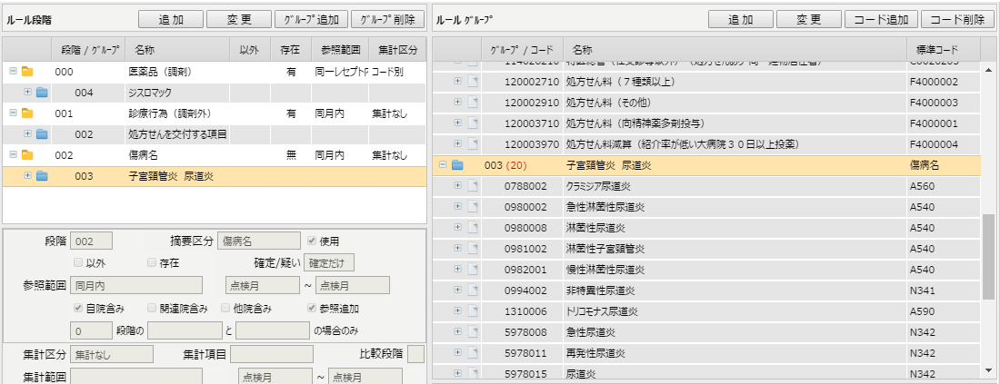 ルール段階 追 加 変 更 ｸﾞﾙｰﾌﾟ追加 ｸﾞﾙｰﾌﾟ削除
段階 / ｸﾞﾙｰﾌﾟ 名称 以外 存在 参照範囲 集計区分
000 医薬品（調剤） 有 同一レセプト内 コード別
004 ジスロマック
001 診療行為（調剤外） 有 同月内 集計なし
002 処方せんを交付する項目
002 傷病名 無 同月内 集計なし
003 子宮頸管炎 尿道炎
段階 002 摘要区分 傷病名 使用
以外 存在 確定/疑い 確定だけ
参照範囲 同月内 点検月 ~ 点検月
自院含み 関連院含み 他院含み 参照追加
0 段階の と の場合のみ
集計区分 集計なし 集計項目 比較段階
集計範囲 点検月 ~ 点検月
ルール ｸﾞﾙｰﾌﾟ 追 加 変 更 コード追加 コード削除
ｸﾞﾙｰﾌﾟ / コード 名称 標準コード
120002710 処方せん料（７種類以上） F4000002
120002910 処方せん料（その他） F4000003
120003710 処方せん料（向精神薬多剤投与） F4000001
120003970 処方せん料減算（紹介率が低い大病院３０日以上投薬） F4000004
003 (20) 子宮頸管炎 尿道炎 傷病名
0788002 クラミジア尿道炎 A560
0980002 急性淋菌性尿道炎 A540
0980008 淋菌性尿道炎 A540
0981002 淋菌性子宮頸管炎 A540
0982001 慢性淋菌性尿道炎 A540
0994002 非特異性尿道炎 N341
1310006 トリコモナス尿道炎 A590
5978008 急性尿道炎 N342
5978011 再発性尿道炎 N342
5978015 尿道炎 N342